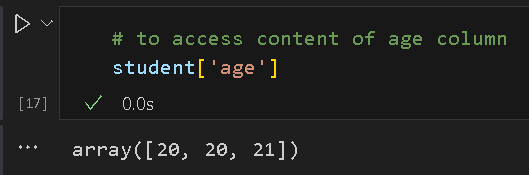 # to access content of age column
student['age']
[17]
0.0s
array([20, 20, 21])